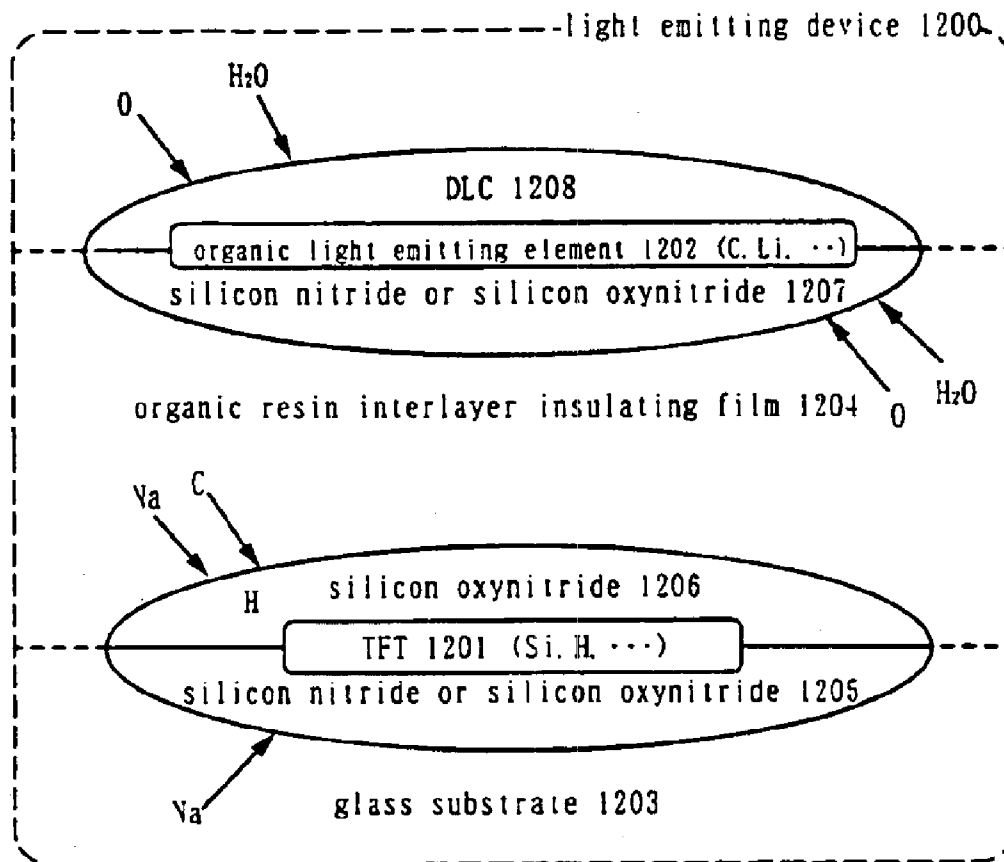 light emitting device 1200
H₂O
O
DLC 1208
organic light emitting element 1202 (C. Li. ··)
silicon nitride or silicon oxynitride 1207
H₂O
organic resin interlayer insulating film 1204
O
C
Na
silicon oxynitride 1206
H
TFT 1201 (Si. H. ···)
silicon nitride or silicon oxynitride 1205
Na
glass substrate 1203